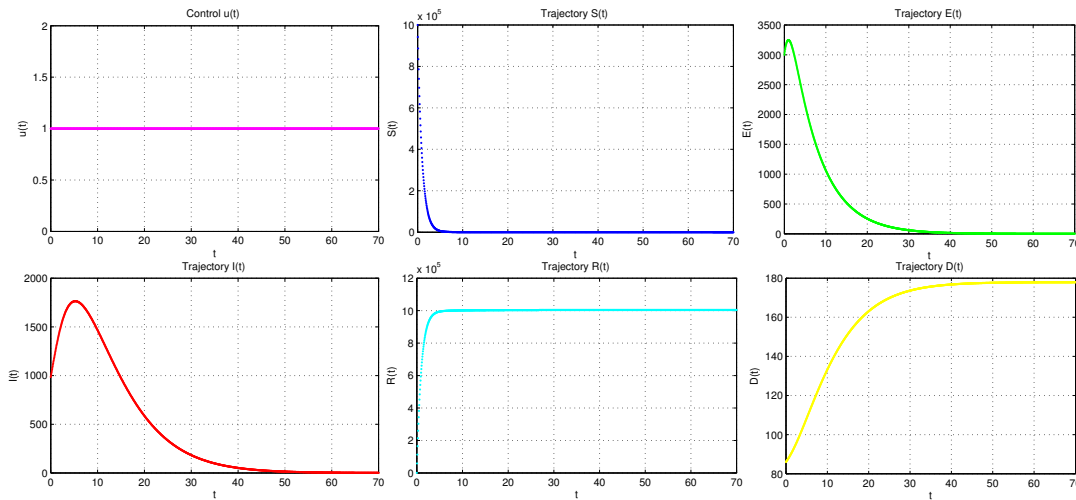 Control u(t)
2
1.5
1
0.5
0
u(t)
0 10 20 30 40 50 60 70
t
Trajectory S(t)
x 10^5
10
8
6
4
2
0
S(t)
0 10 20 30 40 50 60 70
t
Trajectory E(t)
3500
3000
2500
2000
1500
1000
500
0
E(t)
0 10 20 30 40 50 60 70
t
Trajectory I(t)
2000
1500
1000
500
0
I(t)
0 10 20 30 40 50 60 70
t
Trajectory R(t)
x 10^5
12
10
8
6
4
2
0
R(t)
0 10 20 30 40 50 60 70
t
Trajectory D(t)
180
160
140
120
100
80
D(t)
0 10 20 30 40 50 60 70
t